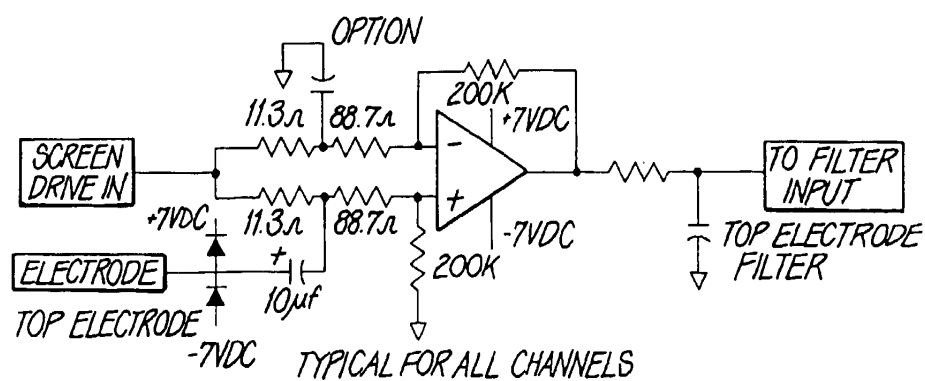 OPTION
11.3Ω
88.7Ω
200K
+7VDC
SCREEN
DRIVE IN
-
+
TO FILTER
INPUT
11.3Ω
88.7Ω
-7VDC
+7VDC
ELECTRODE
+
10μf
200K
TOP ELECTRODE
FILTER
TOP ELECTRODE
-7VDC
TYPICAL FOR ALL CHANNELS